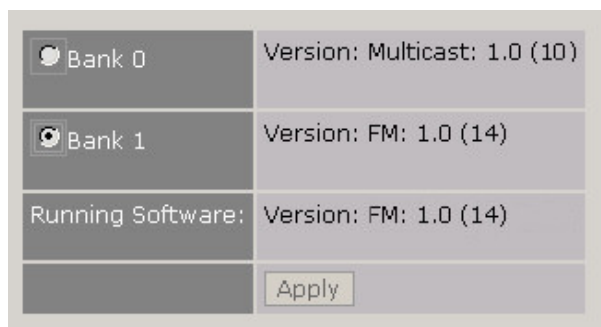 Bank 0 Version: Multicast: 1.0 (10)
Bank 1 Version: FM: 1.0 (14)
Running Software: Version: FM: 1.0 (14)
Apply